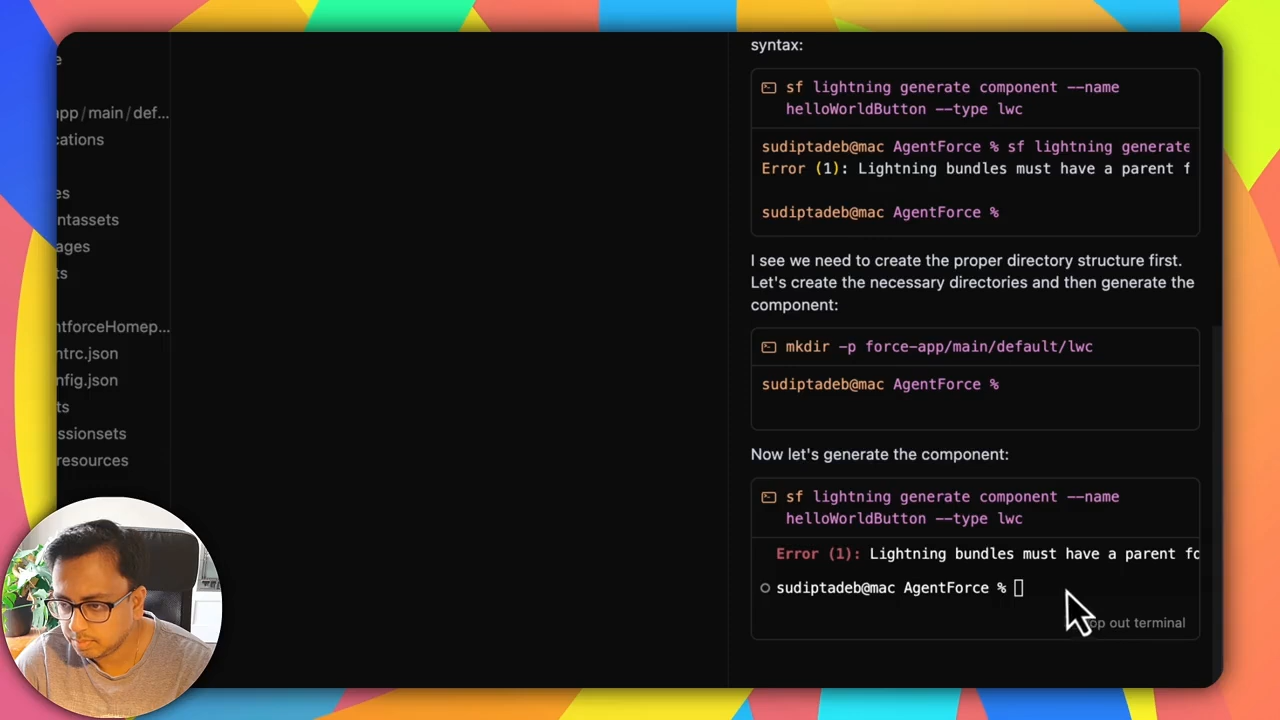 e
app/main/def...
cations
es
ntassets
ages
ts
ntforceHomep...
ntrc.json
nfig.json
ts
ssionsets
resources
syntax:
sf lightning generate component --name
helloWorldButton --type lwc
sudiptadeb@mac AgentForce % sf lightning generate
Error (1): Lightning bundles must have a parent f
sudiptadeb@mac AgentForce %
I see we need to create the proper directory structure first.
Let's create the necessary directories and then generate the
component:
mkdir -p force-app/main/default/lwc
sudiptadeb@mac AgentForce %
Now let's generate the component:
sf lightning generate component --name
helloWorldButton --type lwc
Error (1): Lightning bundles must have a parent fo
sudiptadeb@mac AgentForce %
op out terminal